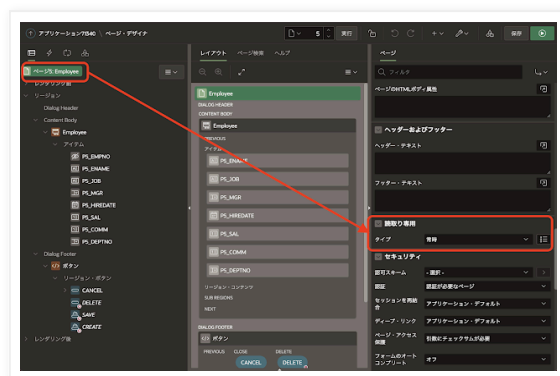 アプリケーション71340 \ ページ・デザイナ
5
実行
保存
ページ5: Employee
レンダリング前
リージョン
Dialog Header
Content Body
Employee
アイテム
P5_EMPNO
P5_ENAME
P5_JOB
P5_MGR
P5_HIREDATE
P5_SAL
P5_COMM
P5_DEPTNO
Dialog Footer
ボタン
リージョン・ボタン
CANCEL
DELETE
SAVE
CREATE
レンダリング後
レイアウト ページ検索 ヘルプ
Employee
DIALOG HEADER
CONTENT BODY
Employee
PREVIOUS
アイテム
P5_ENAME
P5_JOB
P5_MGR
P5_HIREDATE
P5_SAL
P5_COMM
P5_DEPTNO
リージョン・コンテンツ
SUB REGIONS
NEXT
DIALOG FOOTER
ボタン
PREVIOUS CLOSE DELETE
CANCEL DELETE
ページ
フィルタ
ページのHTMLボディ属性
ヘッダーおよびフッター
ヘッダー・テキスト
フッター・テキスト
読取り専用
タイプ 常時
セキュリティ
認可スキーム - 選択 -
認証 認証が必要なページ
セッションを再結合 アプリケーション・デフォルト
ディープ・リンク アプリケーション・デフォルト
ページ・アクセス保護 引数にチェックサムが必要
フォームのオートコンプリート オフ